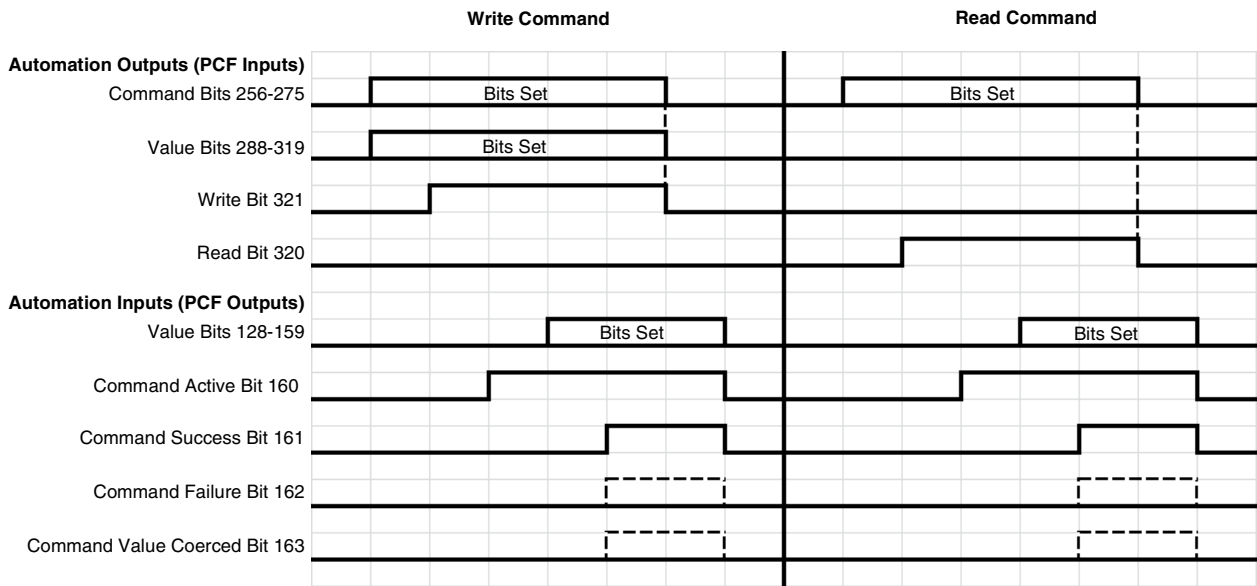 Write Command
Read Command
Automation Outputs (PCF Inputs)
Command Bits 256-275
Bits Set
Bits Set
Value Bits 288-319
Bits Set
Write Bit 321
Read Bit 320
Automation Inputs (PCF Outputs)
Value Bits 128-159
Bits Set
Bits Set
Command Active Bit 160
Command Success Bit 161
Command Failure Bit 162
Command Value Coerced Bit 163